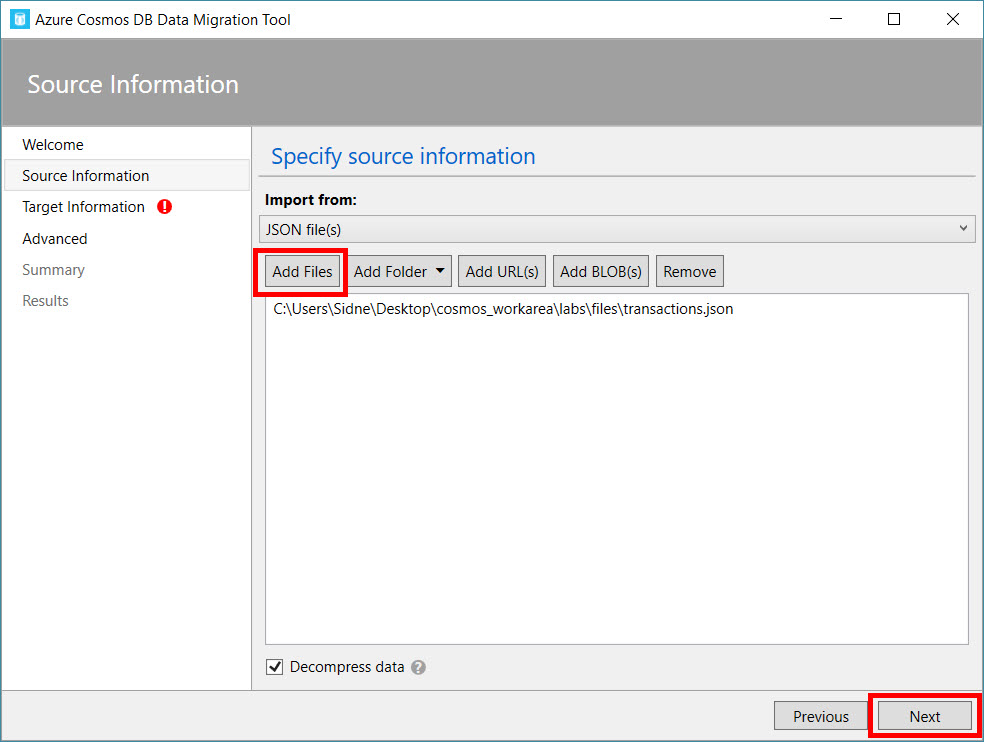 Azure Cosmos DB Data Migration Tool
Source Information
Welcome
Source Information
Target Information
Advanced
Summary
Results
Specify source information
Import from:
JSON file(s)
Add Files Add Folder Add URL(s) Add BLOB(s) Remove
C:\Users\Sidne\Desktop\cosmos_workarea\labs\files\transactions.json
Decompress data ?
Previous Next